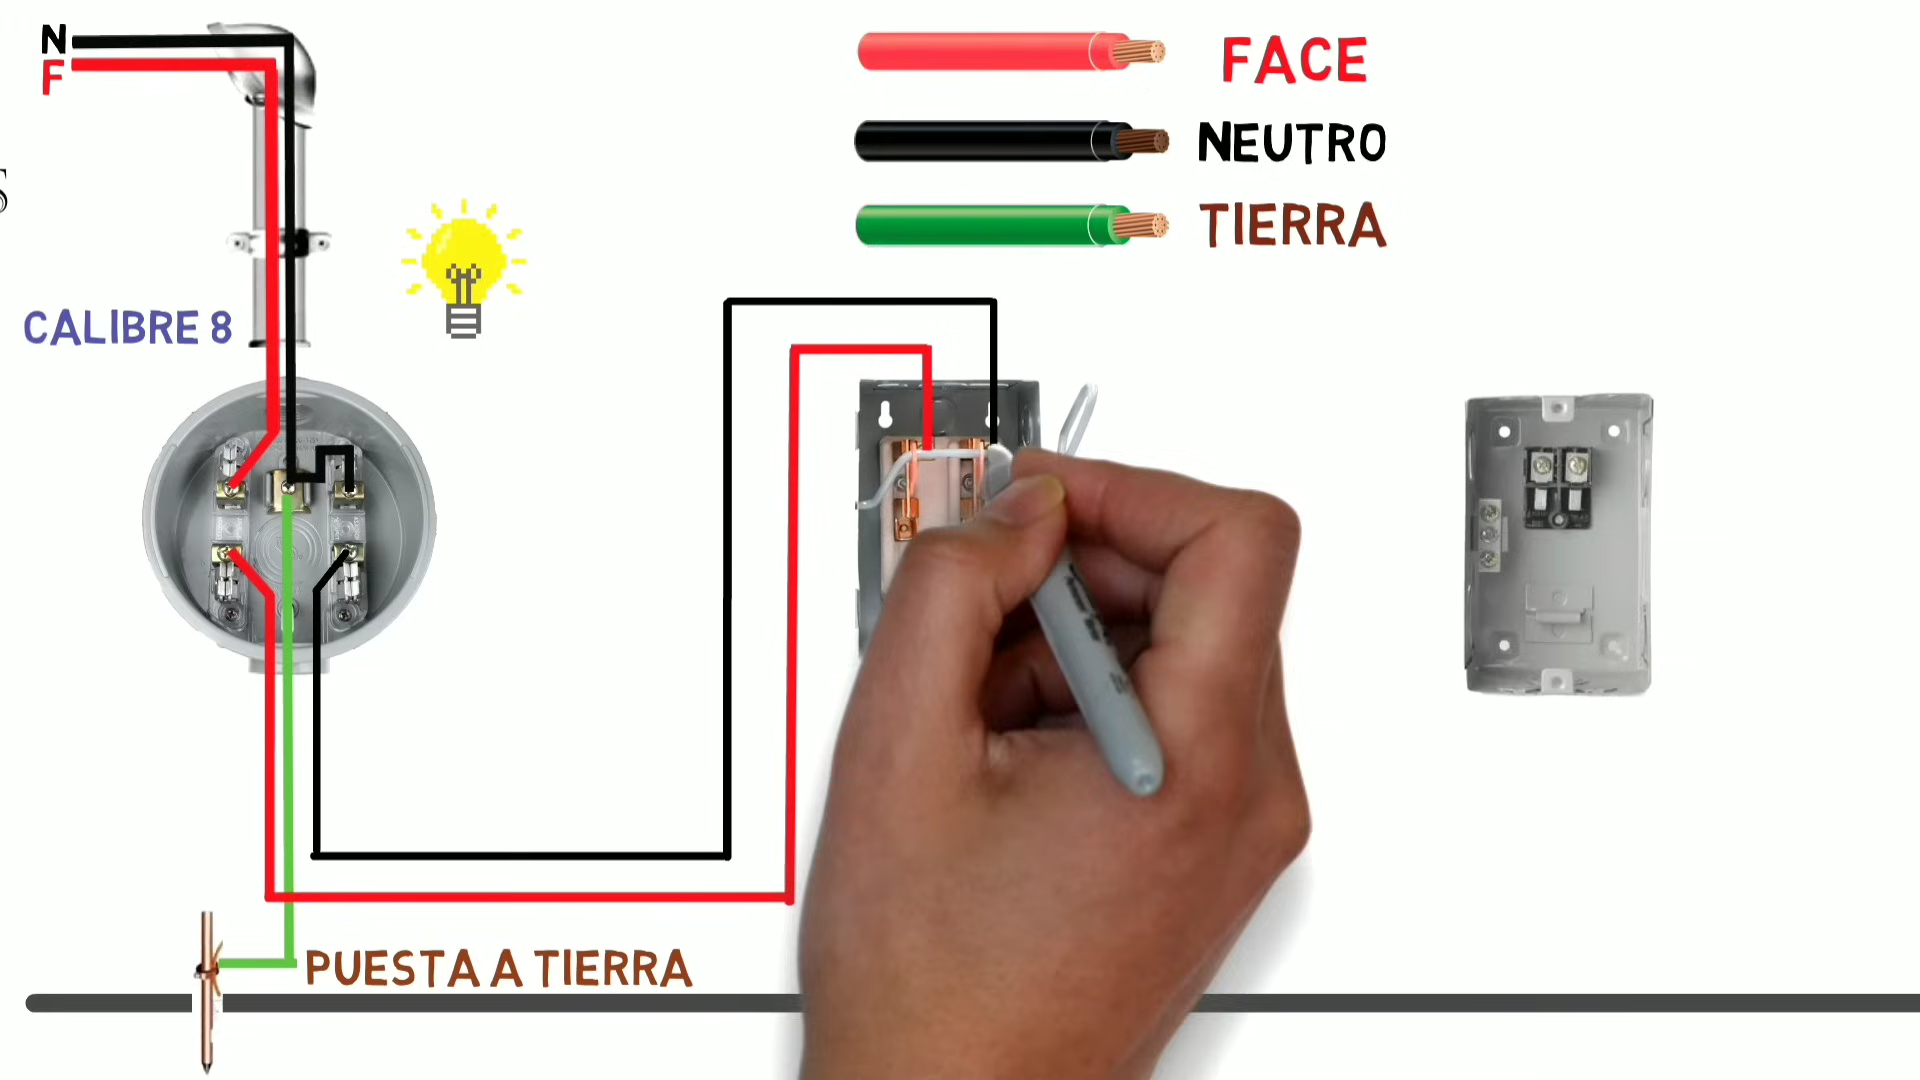 N
F
FACE
NEUTRO
TIERRA
S
CALIBRE 8
PUESTA A TIERRA